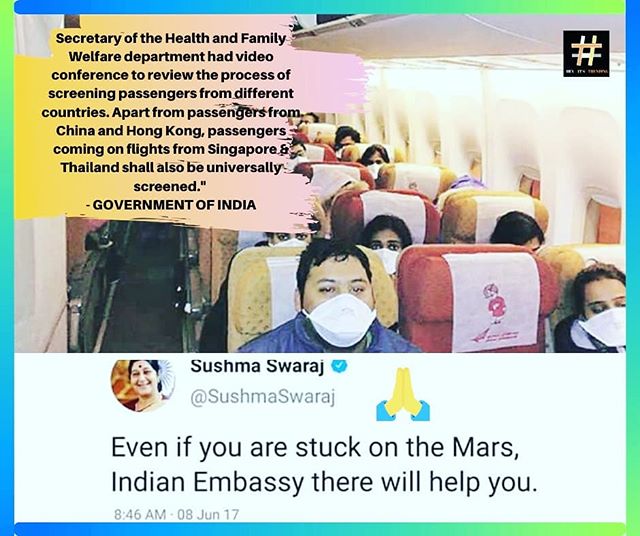 Secretary of the Health and Family
Welfare department had video
conference to review the process of
screening passengers from different
countries. Apart from passengers from
China and Hong Kong, passengers
coming on flights from Singapore &
Thailand shall also be universally
screened."
- GOVERNMENT OF INDIA
#
HEY IT'S TRENDING
Sushma Swaraj
@SushmaSwaraj
Even if you are stuck on the Mars,
Indian Embassy there will help you.
8:46 AM · 08 Jun 17